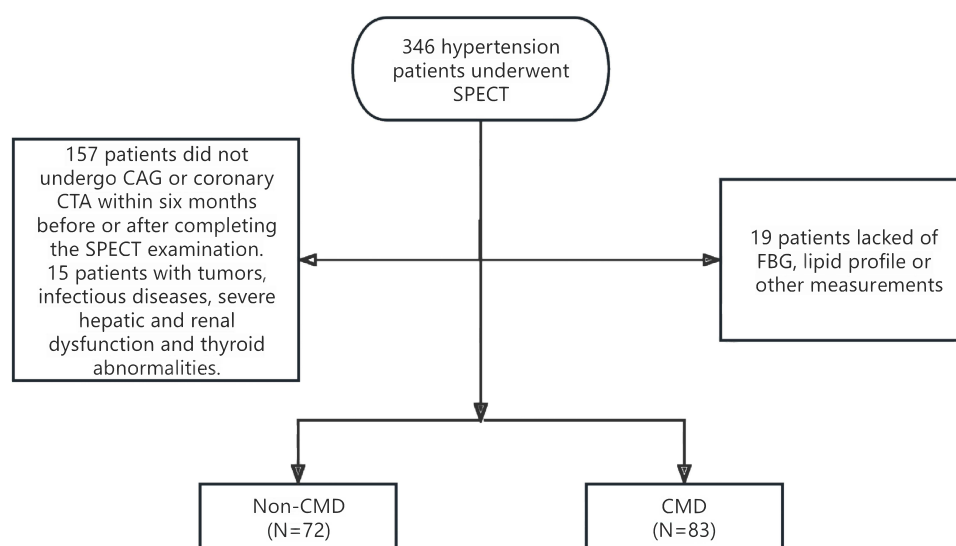 346 hypertension
patients underwent
SPECT
157 patients did not
undergo CAG or coronary
CTA within six months
before or after completing
the SPECT examination.
15 patients with tumors,
infectious diseases, severe
hepatic and renal
dysfunction and thyroid
abnormalities.
19 patients lacked of
FBG, lipid profile or
other measurements
Non-CMD
(N=72)
CMD
(N=83)